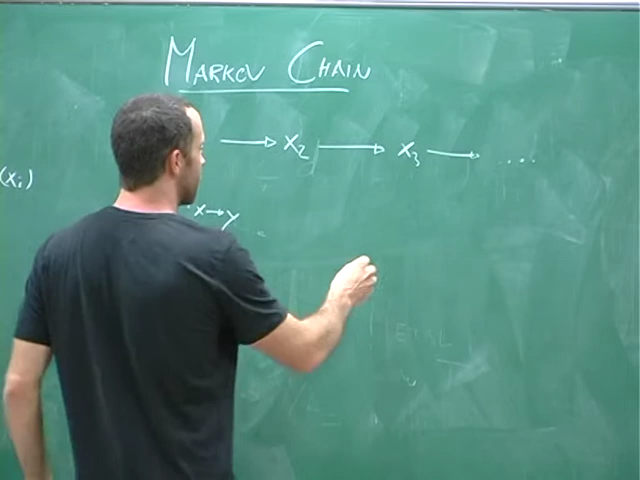 MARKOV CHAIN
→ X₂ → X₃ → ....
(Xᵢ)
X→Y